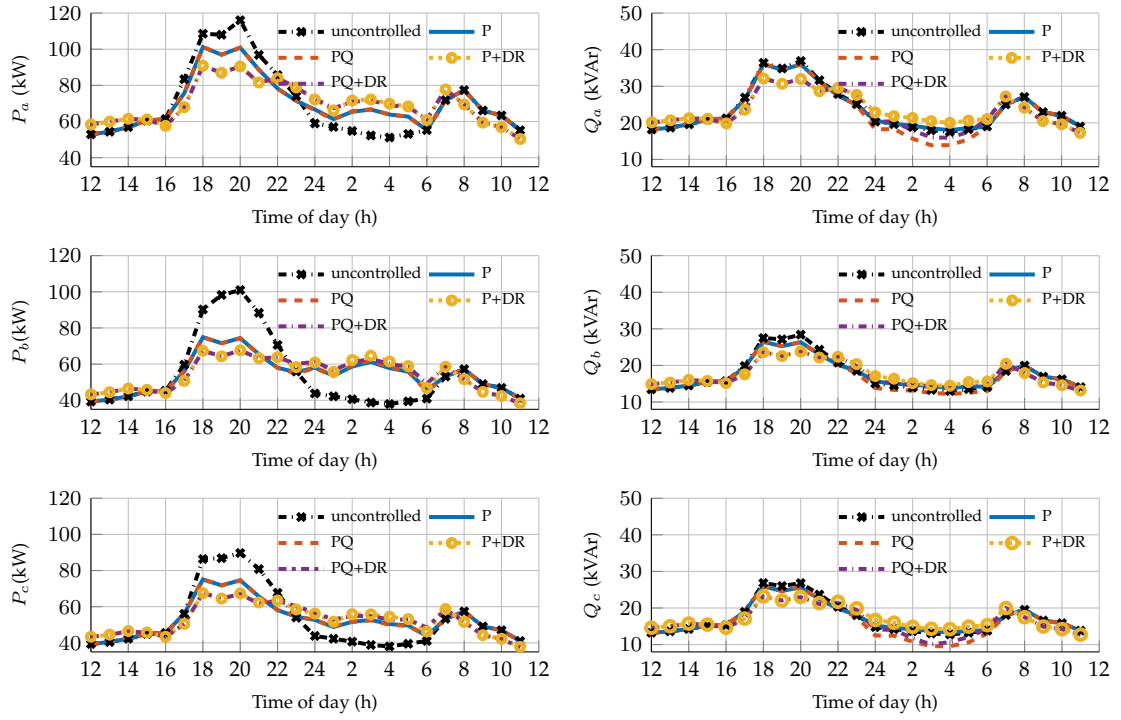 120
100
80
60
40
P_a (kW)
uncontrolled
P
PQ
P+DR
PQ+DR
12 14 16 18 20 22 24 2 4 6 8 10 12
Time of day (h)
50
40
30
20
10
Q_a (kVAr)
uncontrolled
P
PQ
P+DR
PQ+DR
12 14 16 18 20 22 24 2 4 6 8 10 12
Time of day (h)
120
100
80
60
40
P_b (kW)
uncontrolled
P
PQ
P+DR
PQ+DR
12 14 16 18 20 22 24 2 4 6 8 10 12
Time of day (h)
50
40
30
20
10
Q_b (kVAr)
uncontrolled
P
PQ
P+DR
PQ+DR
12 14 16 18 20 22 24 2 4 6 8 10 12
Time of day (h)
120
100
80
60
40
P_c (kW)
uncontrolled
P
PQ
P+DR
PQ+DR
12 14 16 18 20 22 24 2 4 6 8 10 12
Time of day (h)
50
40
30
20
10
Q_c (kVAr)
uncontrolled
P
PQ
P+DR
PQ+DR
12 14 16 18 20 22 24 2 4 6 8 10 12
Time of day (h)